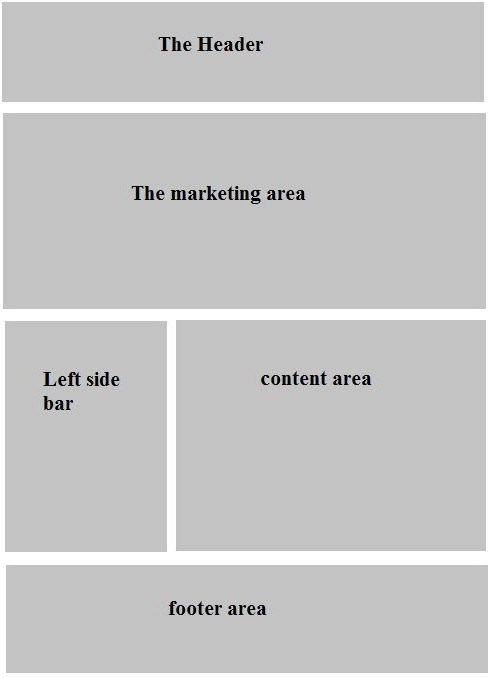 The Header
The marketing area
Left side
bar
content area
footer area